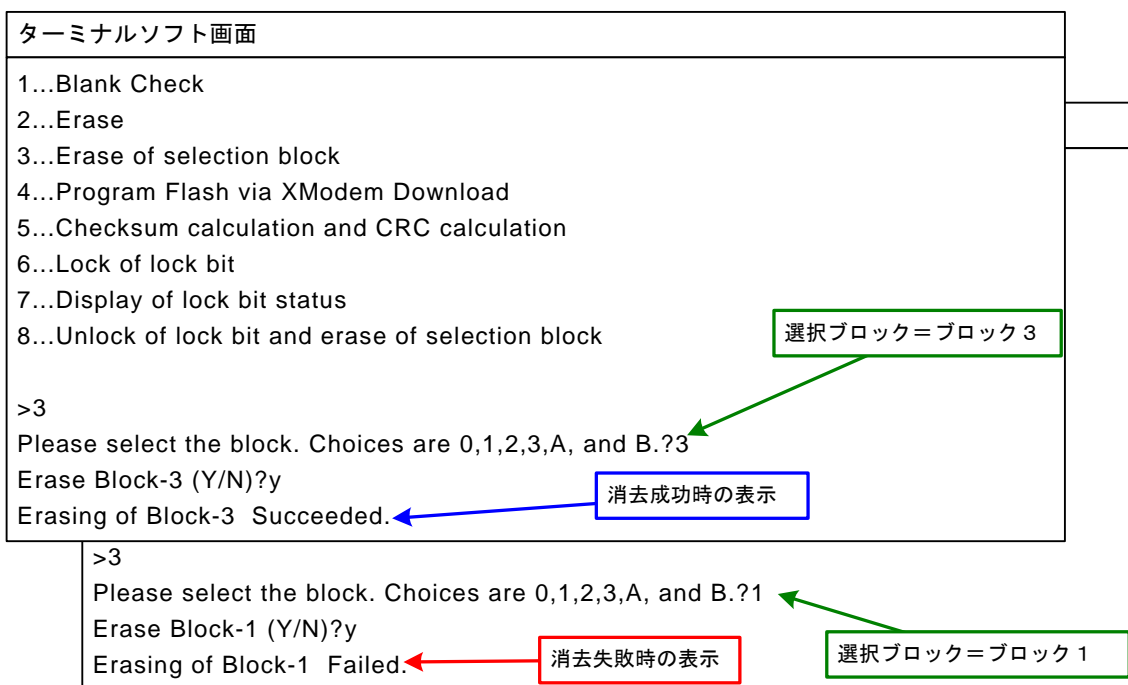 ターミナルソフト画面
1...Blank Check
2...Erase
3...Erase of selection block
4...Program Flash via XModem Download
5...Checksum calculation and CRC calculation
6...Lock of lock bit
7...Display of lock bit status
8...Unlock of lock bit and erase of selection block
選択ブロック＝ブロック３
>3
Please select the block. Choices are 0,1,2,3,A, and B.?3
Erase Block-3 (Y/N)?y
消去成功時の表示
Erasing of Block-3  Succeeded.
>3
Please select the block. Choices are 0,1,2,3,A, and B.?1
Erase Block-1 (Y/N)?y
選択ブロック＝ブロック１
Erasing of Block-1  Failed.
消去失敗時の表示